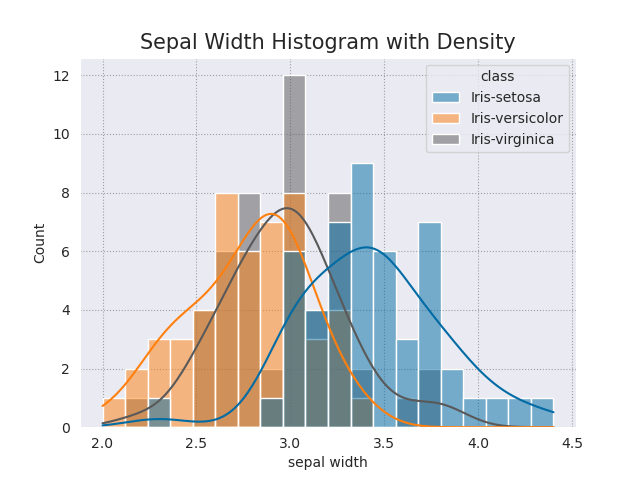 Sepal Width Histogram with Density
class
Iris-setosa
Iris-versicolor
Iris-virginica
Count
12
10
8
6
4
2
0
2.0 2.5 3.0 3.5 4.0 4.5
sepal width